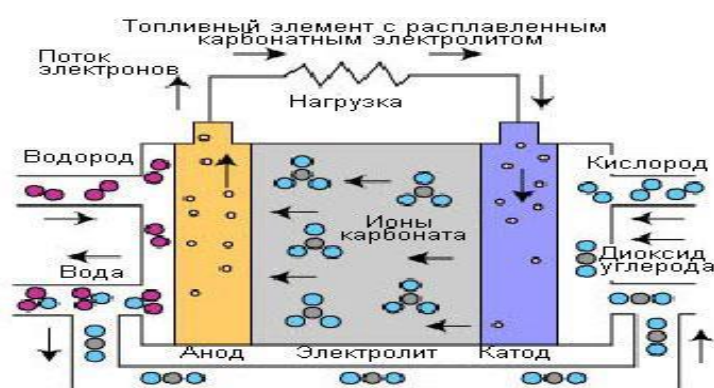 Топливный элемент с расплавленным
карбонатным электролитом
Поток
электронов
Нагрузка
Водород
Кислород
Ионы
карбоната
Вода
Диоксид
углерода
Анод
Электролит
Катод